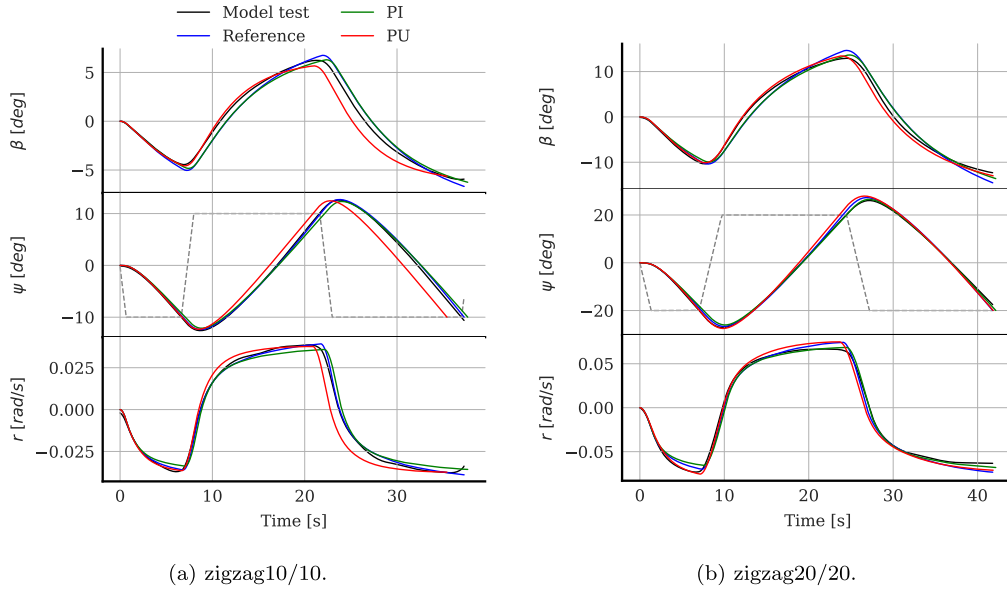 Model test
Reference
PI
PU
β [deg]
5
0
−5
ψ [deg]
10
0
−10
r [rad/s]
0.025
0.000
−0.025
0
10
20
30
Time [s]
(a) zigzag10/10.
β [deg]
10
0
−10
ψ [deg]
20
0
−20
r [rad/s]
0.05
0.00
−0.05
0
10
20
30
40
Time [s]
(b) zigzag20/20.